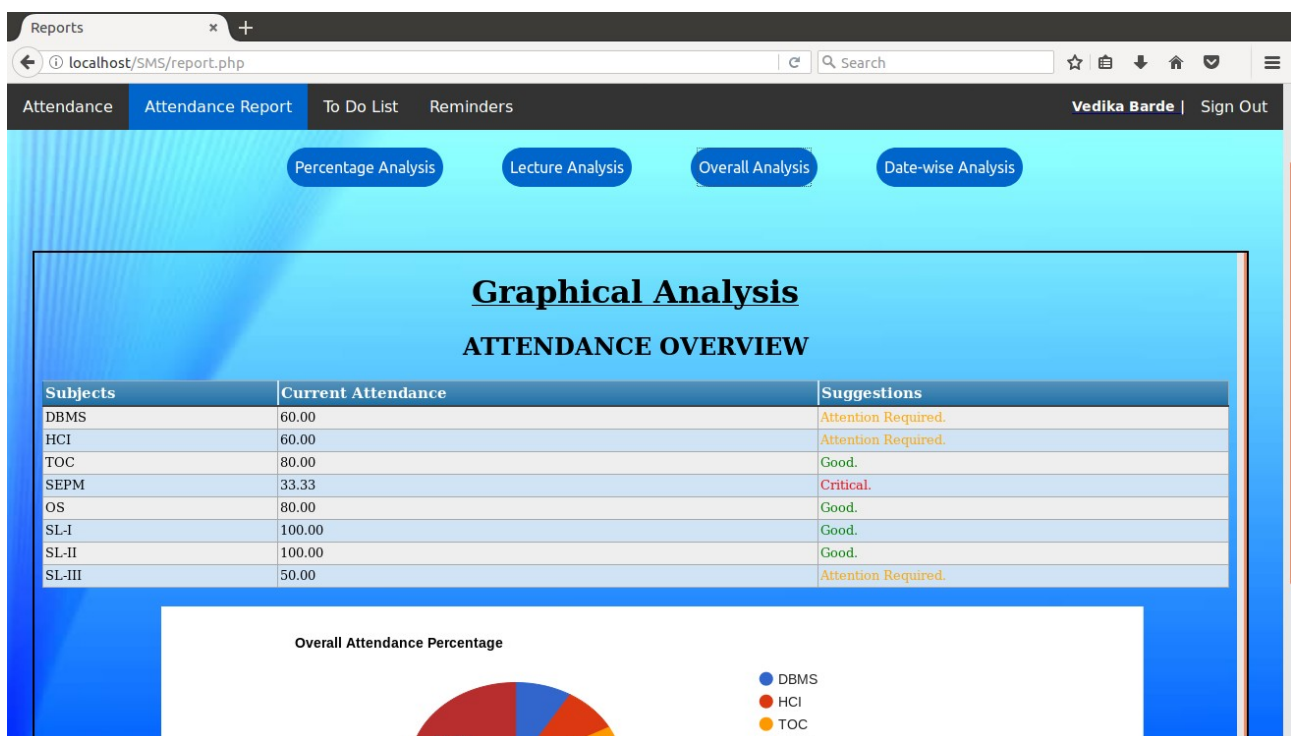 Reports × +
localhost/SMS/report.php Search
Attendance Attendance Report To Do List Reminders Vedika Barde | Sign Out
Percentage Analysis Lecture Analysis Overall Analysis Date-wise Analysis
Graphical Analysis
ATTENDANCE OVERVIEW
Subjects Current Attendance Suggestions
DBMS 60.00 Attention Required.
HCI 60.00 Attention Required.
TOC 80.00 Good.
SEPM 33.33 Critical.
OS 80.00 Good.
SL-I 100.00 Good.
SL-II 100.00 Good.
SL-III 50.00 Attention Required.
Overall Attendance Percentage
DBMS
HCI
TOC